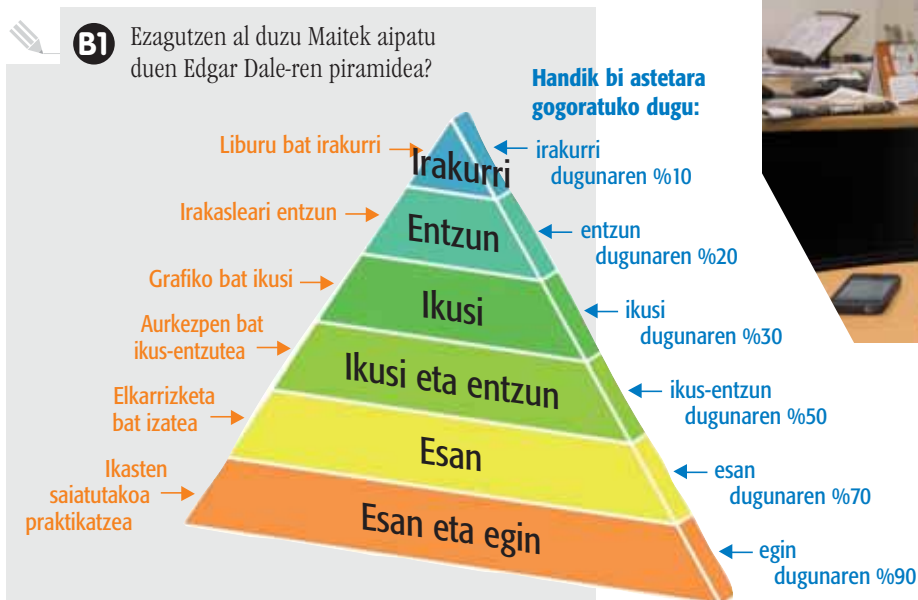 B1 Ezagutzen al duzu Maitek aipatu
duen Edgar Dale-ren piramidea?
Handik bi astetara
gogoratuko dugu:
Liburu bat irakurri
Irakurri
irakurri
dugunaren %10
Irakasleari entzun
Entzun
entzun
dugunaren %20
Grafiko bat ikusi
Ikusi
ikusi
dugunaren %30
Aurkezpen bat
ikus-entzutea
Ikusi eta entzun
ikus-entzun
dugunaren %50
Elkarrizketa
bat izatea
Esan
esan
dugunaren %70
Ikasten
saiatutakoa
praktikatzea
Esan eta egin
egin
dugunaren %90